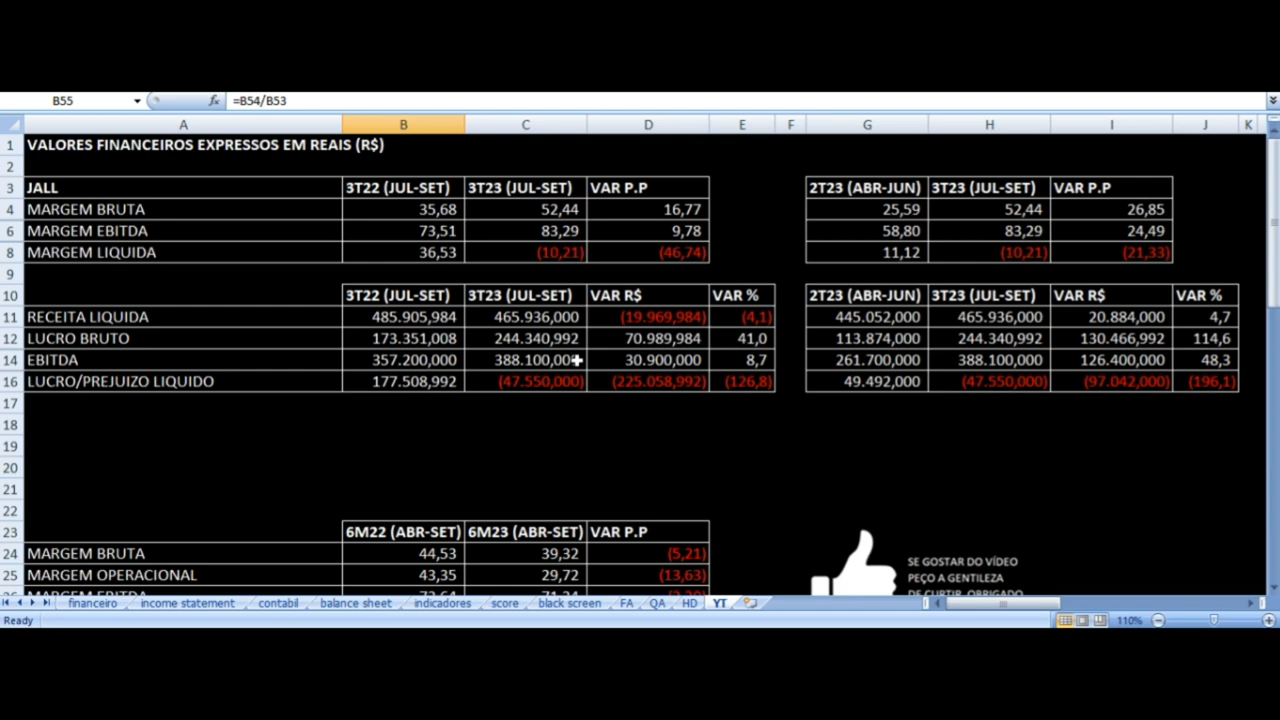 B55 fx =B54/B53
A B C D E F G H I J K
1 VALORES FINANCEIROS EXPRESSOS EM REAIS (R$)
2
3 JALL 3T22 (JUL-SET) 3T23 (JUL-SET) VAR P.P 2T23 (ABR-JUN) 3T23 (JUL-SET) VAR P.P
4 MARGEM BRUTA 35,68 52,44 16,77 25,59 52,44 26,85
6 MARGEM EBITDA 73,51 83,29 9,78 58,80 83,29 24,49
8 MARGEM LIQUIDA 36,53 (10,21) (46,74) 11,12 (10,21) (21,33)
9
10 3T22 (JUL-SET) 3T23 (JUL-SET) VAR R$ VAR % 2T23 (ABR-JUN) 3T23 (JUL-SET) VAR R$ VAR %
11 RECEITA LIQUIDA 485.905,984 465.936,000 (19.969,984) (4,1) 445.052,000 465.936,000 20.884,000 4,7
12 LUCRO BRUTO 173.351,008 244.340,992 70.989,984 41,0 113.874,000 244.340,992 130.466,992 114,6
14 EBITDA 357.200,000 388.100,000 30.900,000 8,7 261.700,000 388.100,000 126.400,000 48,3
16 LUCRO/PREJUIZO LIQUIDO 177.508,992 (47.550,000) (225.058,992) (126,8) 49.492,000 (47.550,000) (97.042,000) (196,1)
17
18
19
20
21
22
23 6M22 (ABR-SET) 6M23 (ABR-SET) VAR P.P
24 MARGEM BRUTA 44,53 39,32 (5,21)
25 MARGEM OPERACIONAL 43,35 29,72 (13,63)
SE GOSTAR DO VÍDEO
PEÇO A GENTILEZA
DE CURTIR. OBRIGADO
MARGEM EBITDA
financeiro income statement contabil balance sheet indicadores score black screen FA QA HD YT
Ready 110%